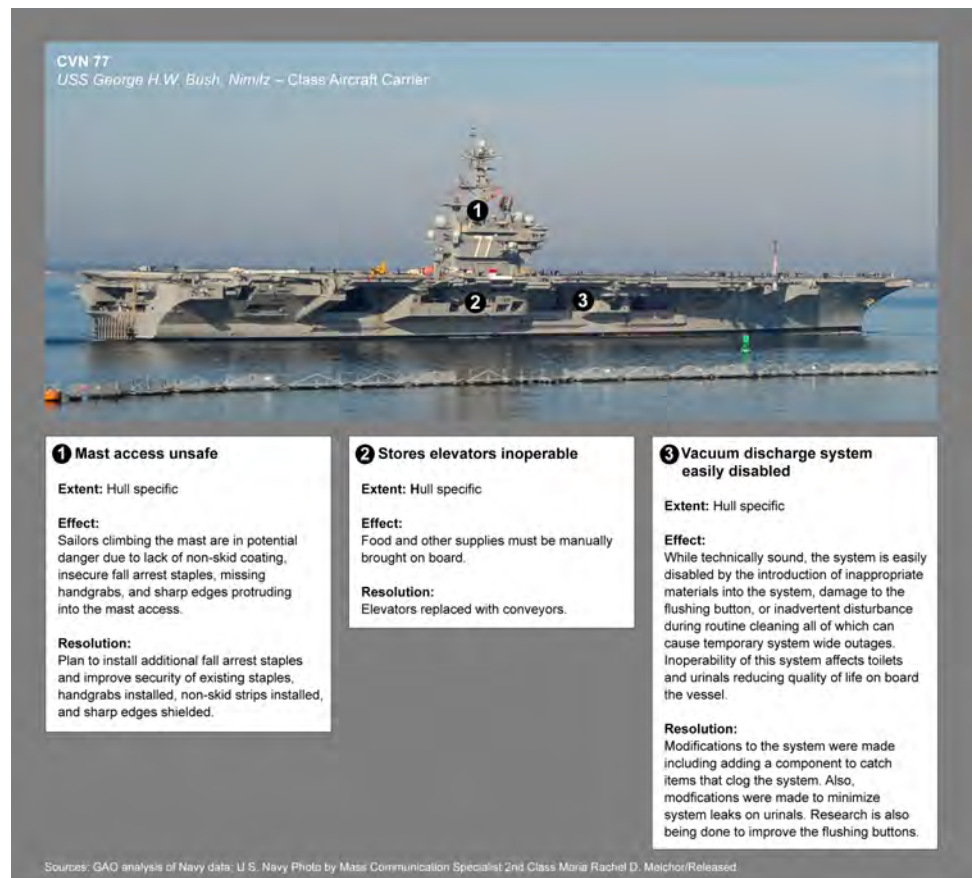 CVN 77
USS George H.W. Bush, Nimitz – Class Aircraft Carrier
1
77
2
3
1 Mast access unsafe
Extent: Hull specific
Effect:
Sailors climbing the mast are in potential
danger due to lack of non-skid coating,
insecure fall arrest staples, missing
handgrabs, and sharp edges protruding
into the mast access.
Resolution:
Plan to install additional fall arrest staples
and improve security of existing staples,
handgrabs installed, non-skid strips installed,
and sharp edges shielded.
2 Stores elevators inoperable
Extent: Hull specific
Effect:
Food and other supplies must be manually
brought on board.
Resolution:
Elevators replaced with conveyors.
3 Vacuum discharge system
easily disabled
Extent: Hull specific
Effect:
While technically sound, the system is easily
disabled by the introduction of inappropriate
materials into the system, damage to the
flushing button, or inadvertent disturbance
during routine cleaning all of which can
cause temporary system wide outages.
Inoperability of this system affects toilets
and urinals reducing quality of life on board
the vessel.
Resolution:
Modifications to the system were made
including adding a component to catch
items that clog the system. Also,
modfications were made to minimize
system leaks on urinals. Research is also
being done to improve the flushing buttons.
Sources: GAO analysis of Navy data; U.S. Navy Photo by Mass Communication Specialist 2nd Class Moria Rachel D. Melchor/Released.